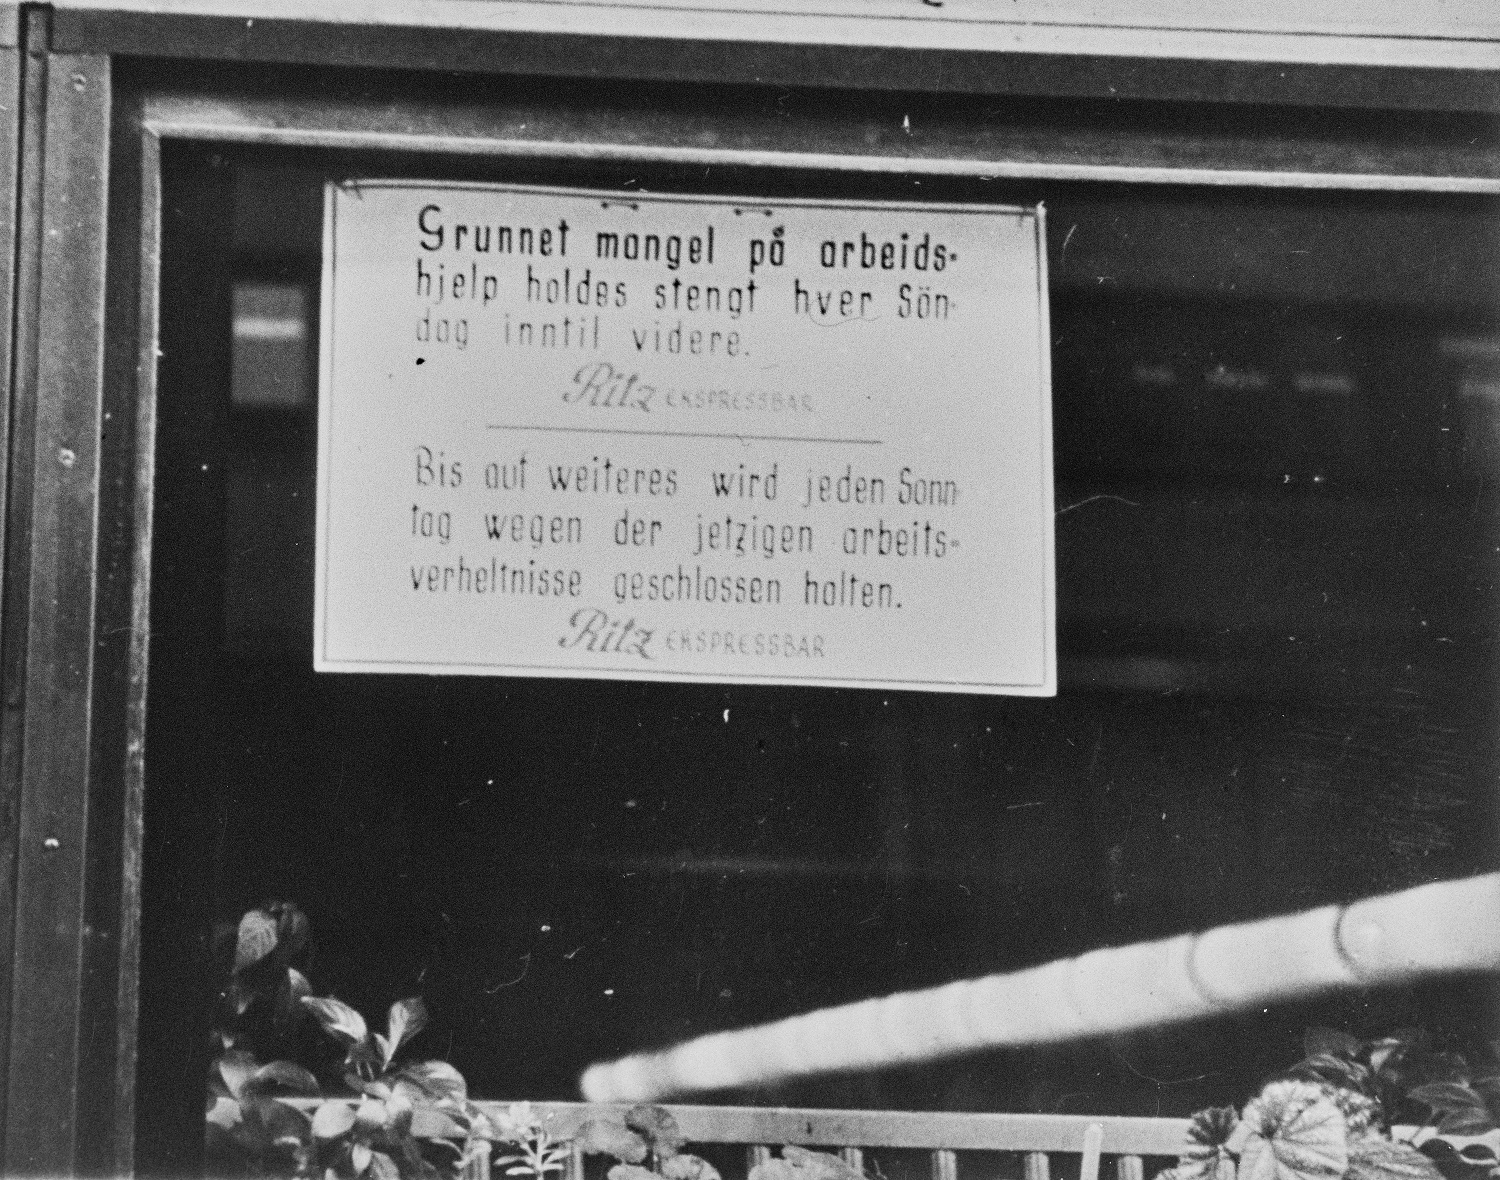 Grunnet mangel på arbeids-
hjelp holdes stengt hver Sön-
dag inntil videre.
Ritz EKSPRESSBAR
Bis auf weiteres wird jeden Sonn
tag wegen der jetzigen arbeits-
verheltnisse geschlossen halten.
Ritz EKSPRESSBAR